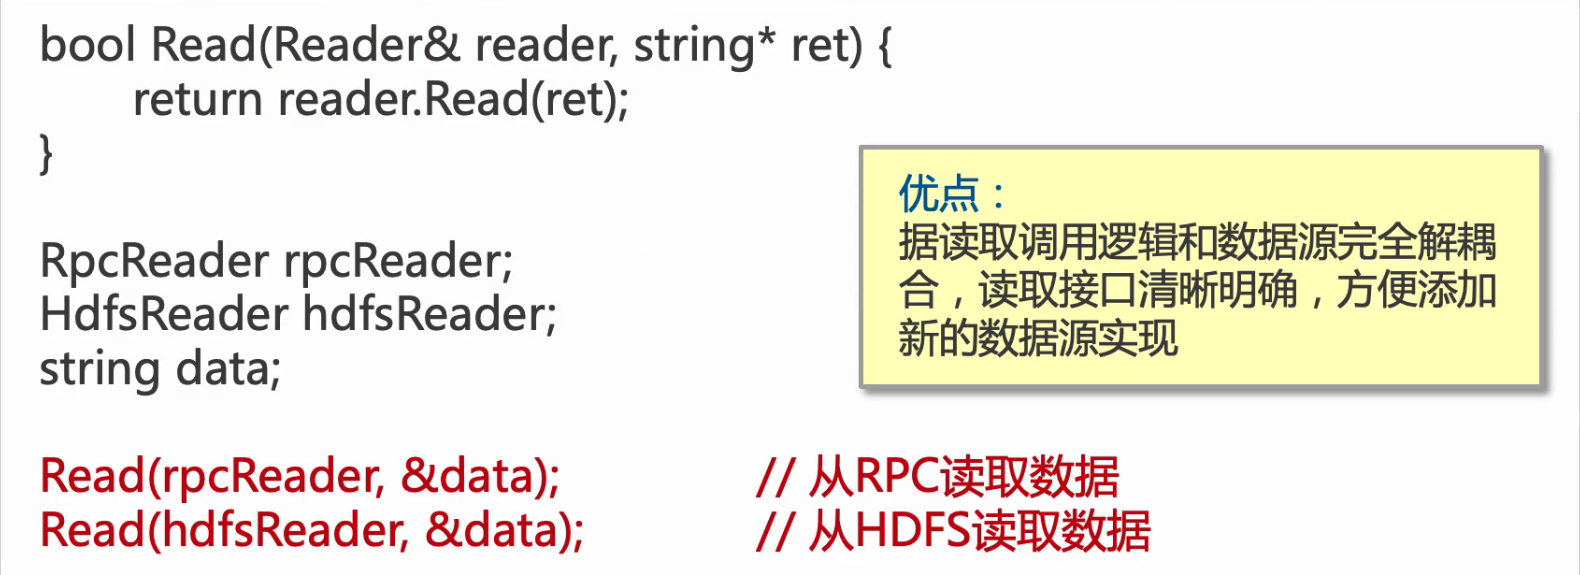 bool Read(Reader& reader, string* ret) {
return reader.Read(ret);
}
优点：
据读取调用逻辑和数据源完全解耦
合，读取接口清晰明确，方便添加
新的数据源实现
RpcReader rpcReader;
HdfsReader hdfsReader;
string data;
Read(rpcReader, &data); // 从RPC读取数据
Read(hdfsReader, &data); // 从HDFS读取数据